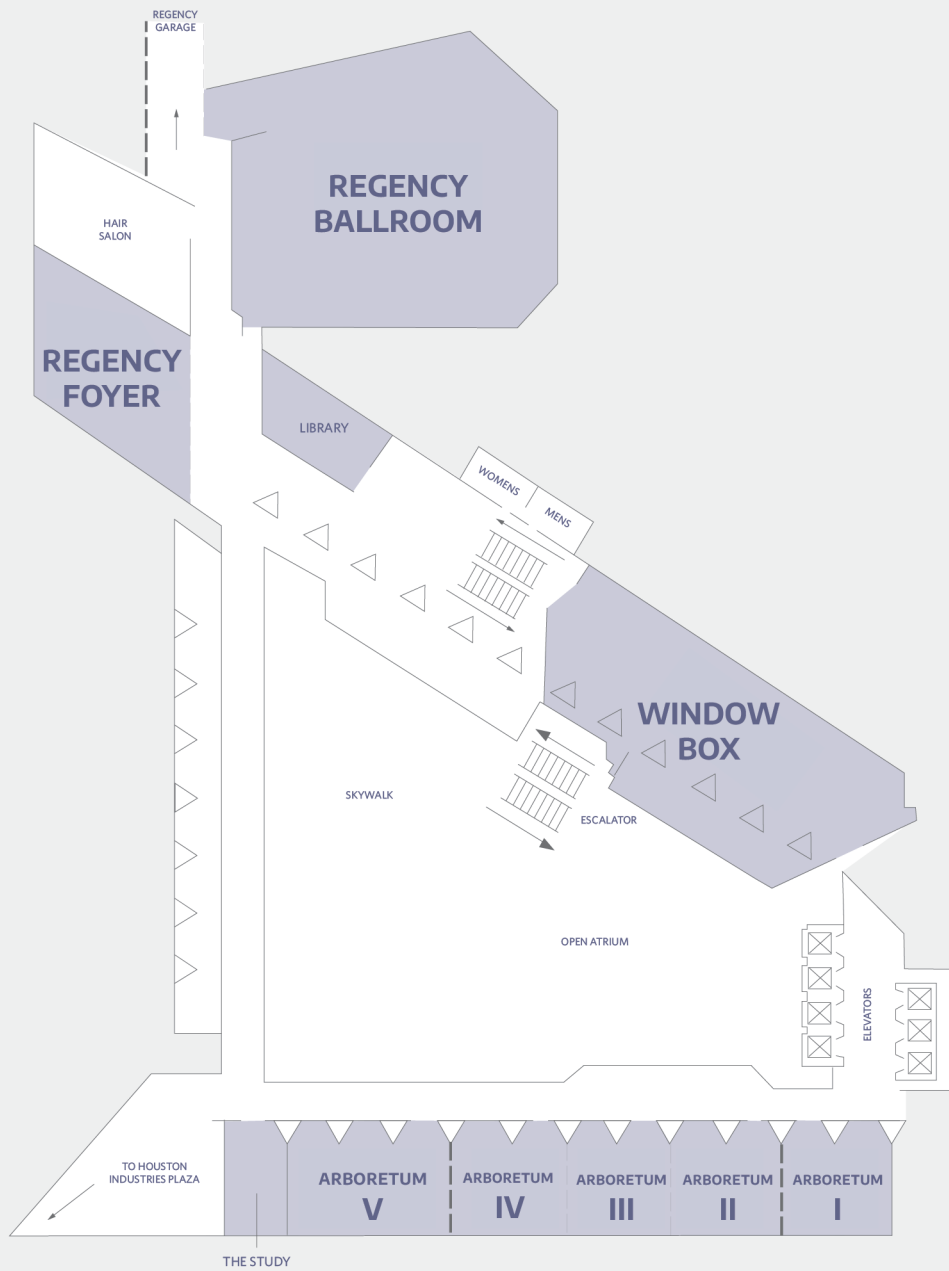 REGENCY
GARAGE
REGENCY
BALLROOM
HAIR
SALON
REGENCY
FOYER
LIBRARY
WOMENS
MENS
WINDOW
BOX
SKYWALK
ESCALATOR
OPEN ATRIUM
ELEVATORS
TO HOUSTON
INDUSTRIES PLAZA
ARBORETUM
V
ARBORETUM
IV
ARBORETUM
III
ARBORETUM
II
ARBORETUM
I
THE STUDY